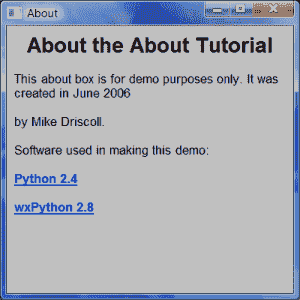 About
About the About Tutorial
This about box is for demo purposes only. It was
created in June 2006
by Mike Driscoll.
Software used in making this demo:
Python 2.4
wxPython 2.8